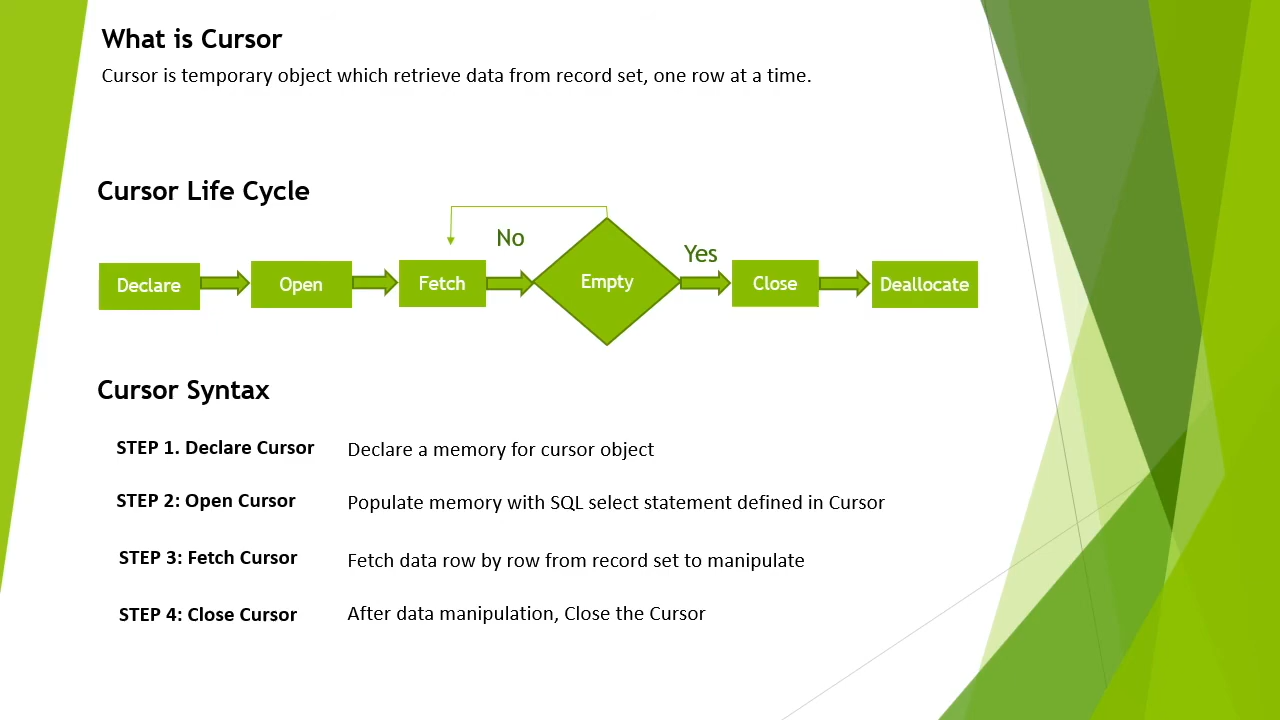 What is Cursor
Cursor is temporary object which retrieve data from record set, one row at a time.
Cursor Life Cycle
No
Yes
Declare
Open
Fetch
Empty
Close
Deallocate
Cursor Syntax
STEP 1. Declare Cursor
Declare a memory for cursor object
STEP 2: Open Cursor
Populate memory with SQL select statement defined in Cursor
STEP 3: Fetch Cursor
Fetch data row by row from record set to manipulate
STEP 4: Close Cursor
After data manipulation, Close the Cursor